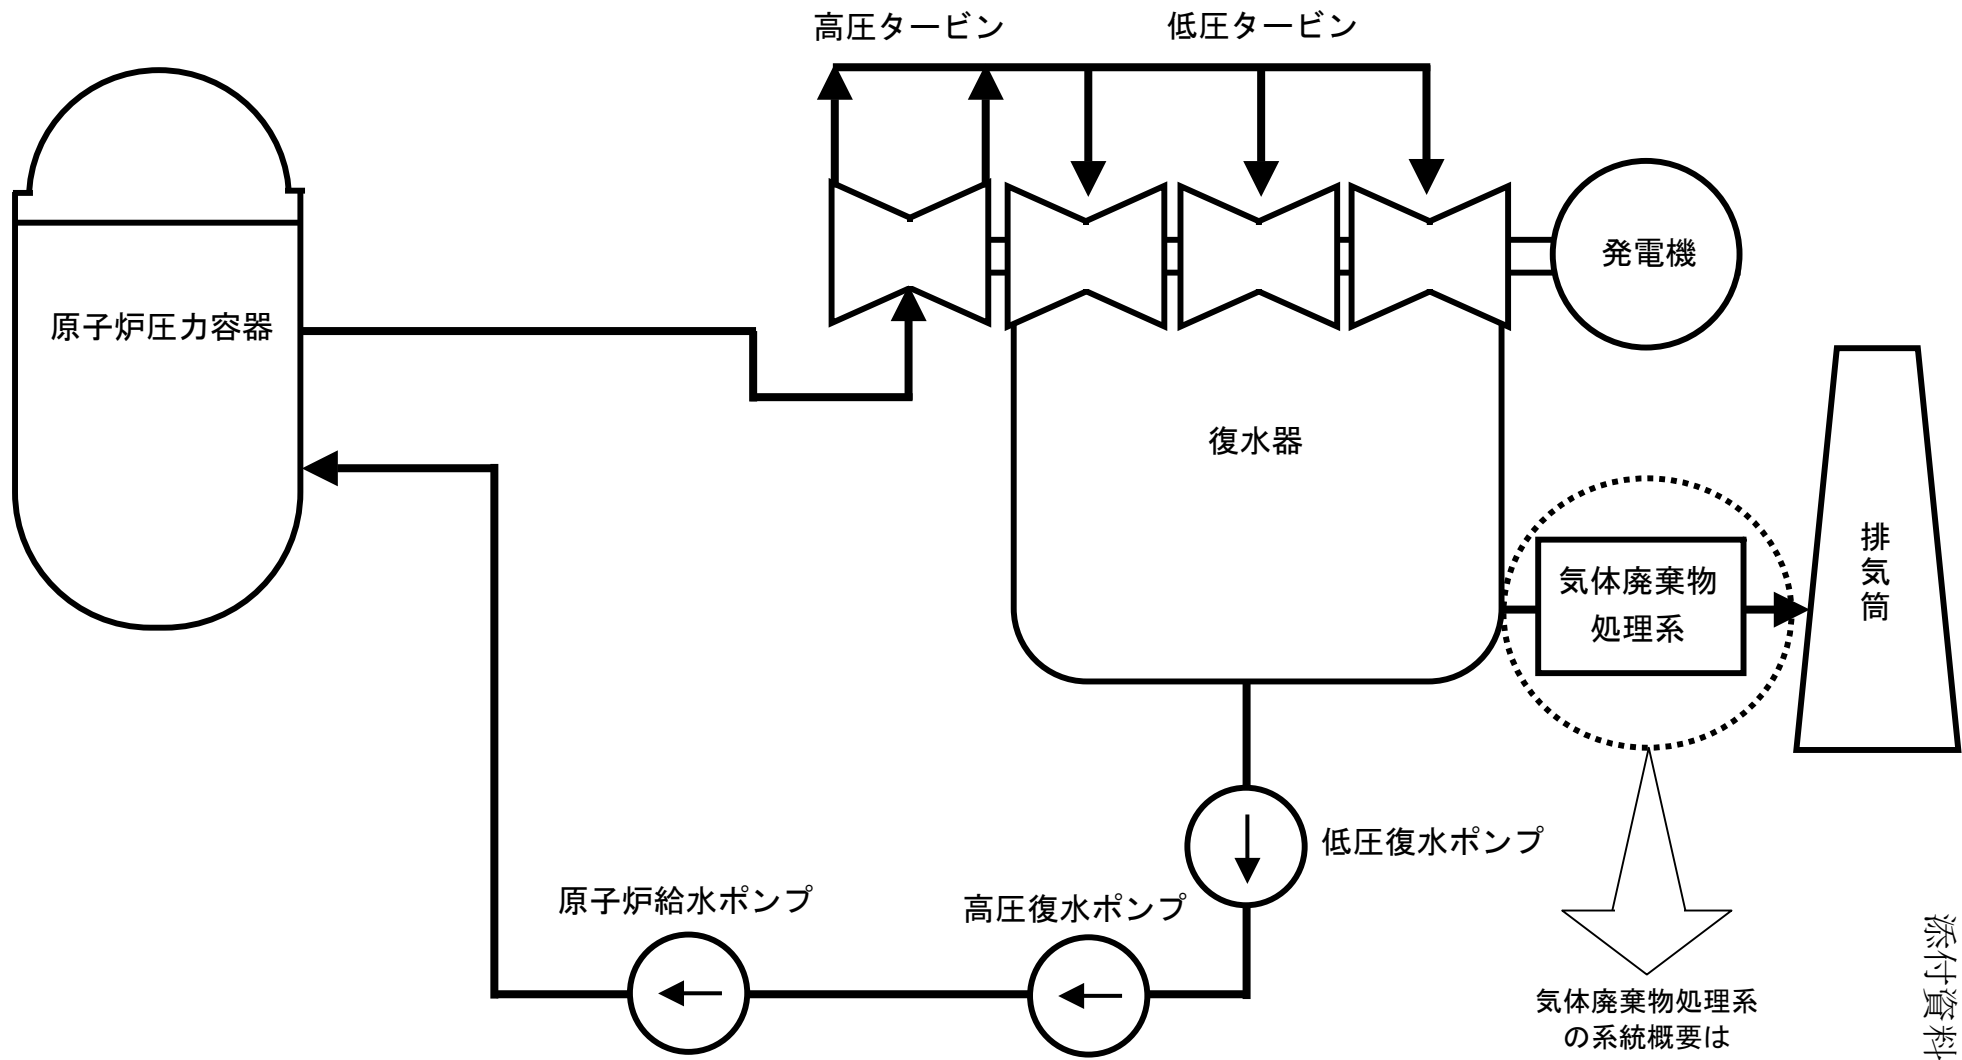 高圧タービン
低圧タービン
発電機
原子炉圧力容器
復水器
排気筒
気体廃棄物
処理系
低圧復水ポンプ
原子炉給水ポンプ
高圧復水ポンプ
気体廃棄物処理系
の系統概要は
添付資料